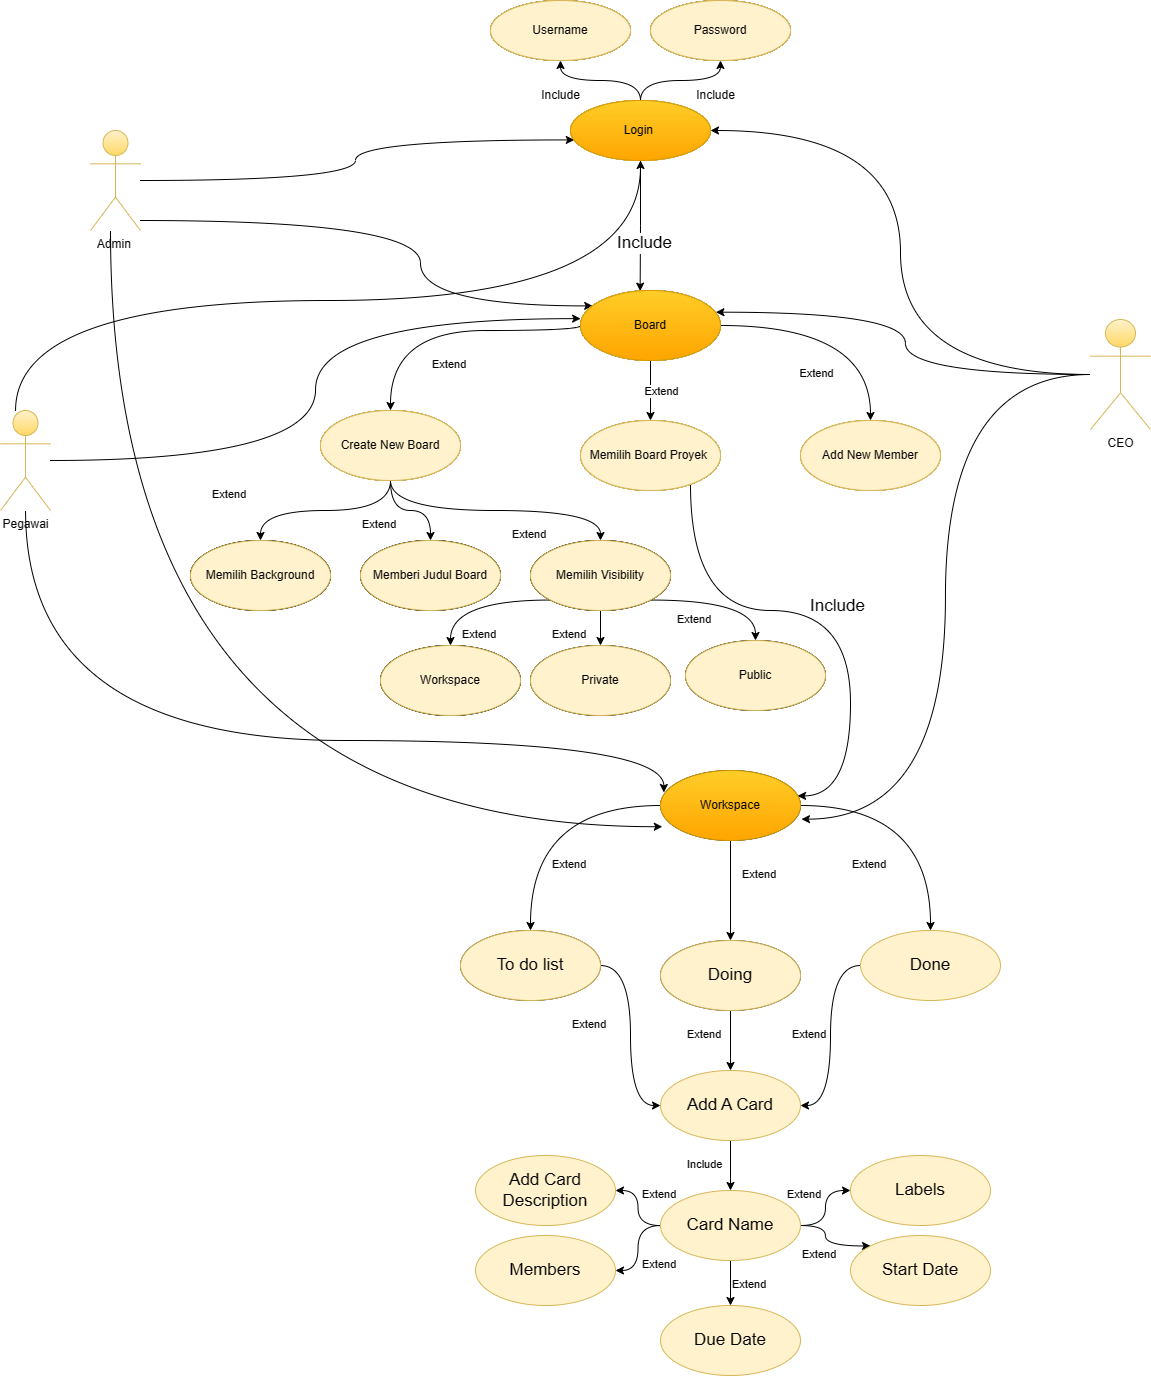 Username
Password
Include
Include
Login
Admin
Include
Board
CEO
Extend
Extend
Extend
Create New Board
Memilih Board Proyek
Add New Member
Pegawai
Extend
Extend
Extend
Memilih Background
Memberi Judul Board
Memilih Visibility
Include
Extend
Extend
Extend
Workspace
Private
Public
Workspace
Extend
Extend
Extend
To do list
Doing
Done
Extend
Extend
Extend
Add A Card
Include
Add Card
Description
Extend
Extend
Labels
Card Name
Members
Extend
Extend
Start Date
Extend
Due Date